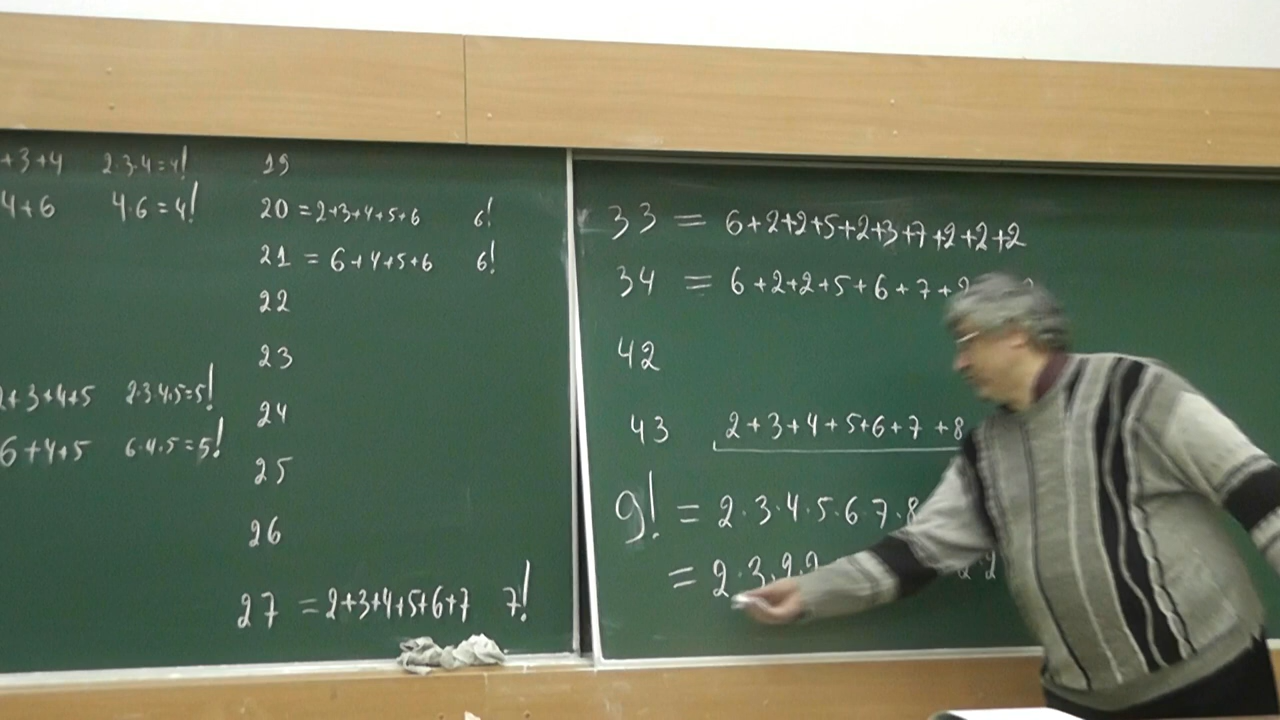 +3+4 2·3·4=4!
4+6 4·6=4!
2+3+4+5 2·3·4·5=5!
6+4+5 6·4·5=5!
19
20 = 2+3+4+5+6 6!
21 = 6+4+5+6 6!
22
23
24
25
26
27 = 2+3+4+5+6+7 7!
33 = 6+2+2+5+2+3+7+2+2+2
34 = 6+2+2+5+6+7+2
42
43 2+3+4+5+6+7+8
9! = 2·3·4·5·6·7·8
= 2·3·2·2